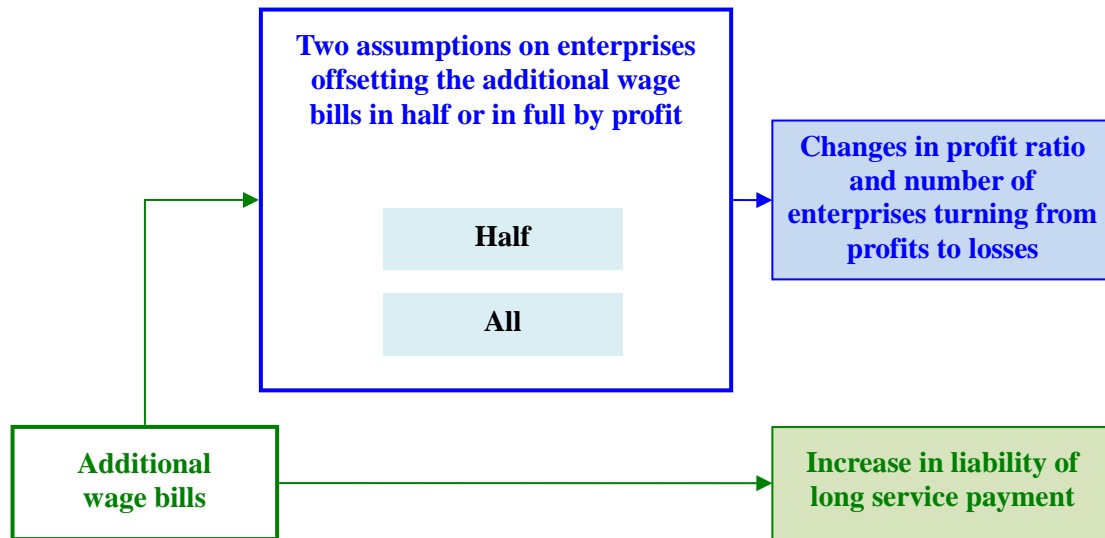 Two assumptions on enterprises
offsetting the additional wage
bills in half or in full by profit
Half
All
Changes in profit ratio
and number of
enterprises turning from
profits to losses
Additional
wage bills
Increase in liability of
long service payment